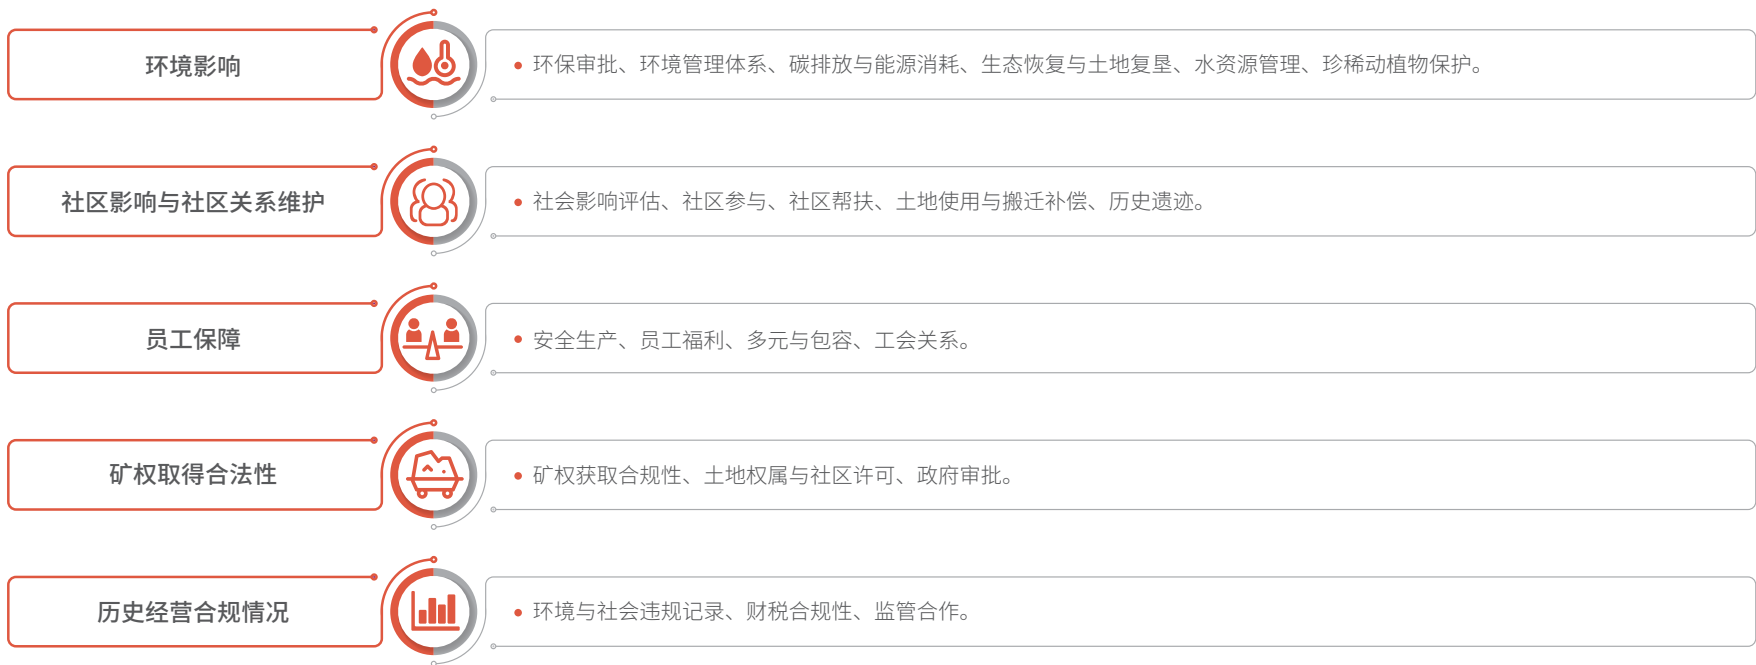 环境影响
环保审批、环境管理体系、碳排放与能源消耗、生态恢复与土地复垦、水资源管理、珍稀动植物保护。
社区影响与社区关系维护
社会影响评估、社区参与、社区帮扶、土地使用与搬迁补偿、历史遗迹。
员工保障
安全生产、员工福利、多元与包容、工会关系。
矿权取得合法性
矿权获取合规性、土地权属与社区许可、政府审批。
历史经营合规情况
环境与社会违规记录、财税合规性、监管合作。